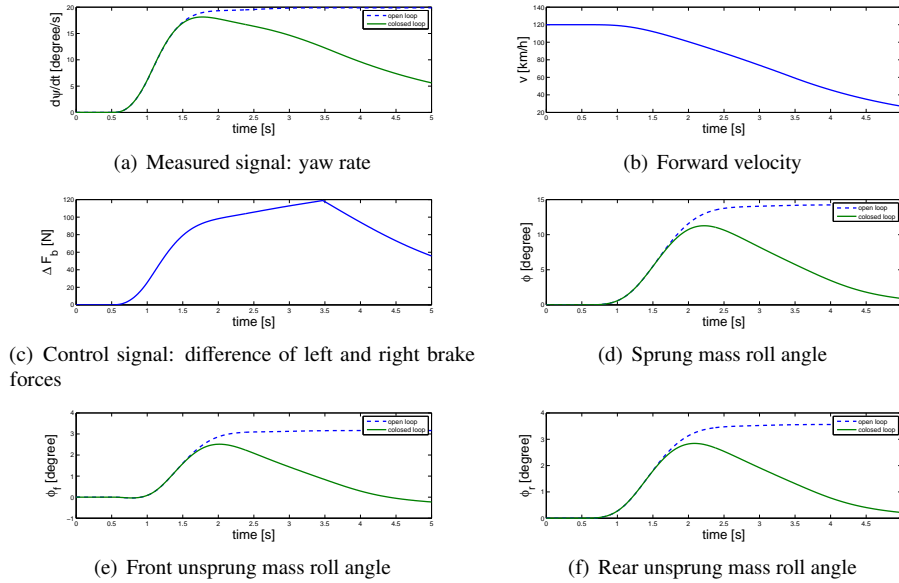 20
15
10
5
0
0 0.5 1 1.5 2 2.5 3 3.5 4 4.5 5
time [s]
dψ/dt [degree/s]
open loop
colosed loop
(a) Measured signal: yaw rate
140
120
100
80
60
40
20
0 0.5 1 1.5 2 2.5 3 3.5 4 4.5 5
time [s]
v [km/h]
(b) Forward velocity
120
100
80
60
40
20
0
0 0.5 1 1.5 2 2.5 3 3.5 4 4.5 5
time [s]
Δ F_b [N]
(c) Control signal: difference of left and right brake
forces
15
10
5
0
0 0.5 1 1.5 2 2.5 3 3.5 4 4.5 5
time [s]
ϕ [degree]
open loop
colosed loop
(d) Sprung mass roll angle
4
3
2
1
0
−1
0 0.5 1 1.5 2 2.5 3 3.5 4 4.5 5
time [s]
ϕ_f [degree]
open loop
colosed loop
(e) Front unsprung mass roll angle
4
3
2
1
0
0 0.5 1 1.5 2 2.5 3 3.5 4 4.5 5
time [s]
ϕ_r [degree]
open loop
colosed loop
(f) Rear unsprung mass roll angle